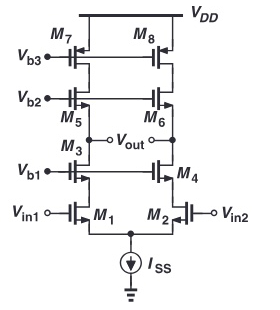 V_DD
M_7 M_8
V_b3
V_b2
M_5 M_6
M_3 V_out
V_b1 M_4
V_in1 M_1 M_2 V_in2
I_SS